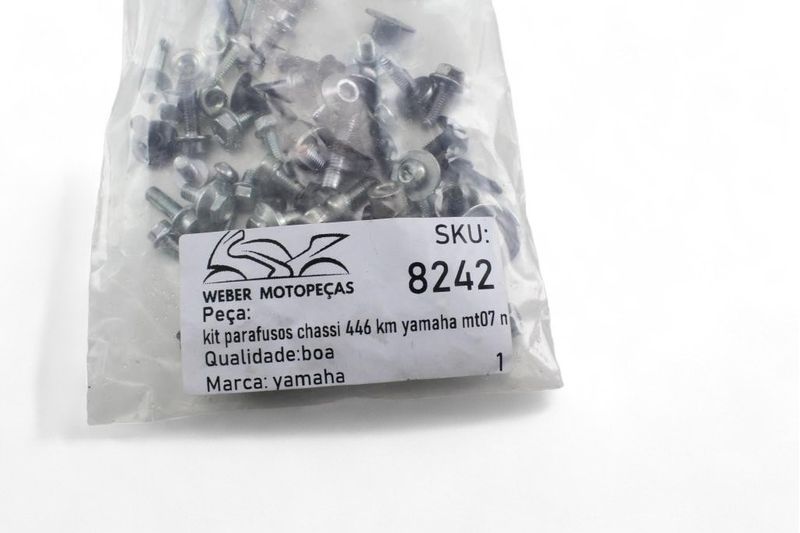 SKU:
8242
WEBER MOTOPEÇAS
Peça:
kit parafusos chassi 446 km yamaha mt07 n
Qualidade:boa
1
Marca: yamaha